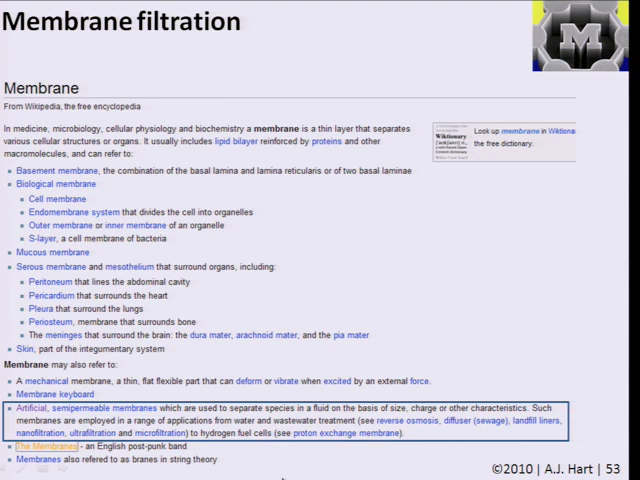 Membrane filtration
M
Membrane
From Wikipedia, the free encyclopedia
In medicine, microbiology, cellular physiology and biochemistry a membrane is a thin layer that separates
various cellular structures or organs. It usually includes lipid bilayer reinforced by proteins and other
macromolecules, and can refer to:
Wiktionary
Look up membrane in Wiktiona
the free dictionary.
Basement membrane, the combination of the basal lamina and lamina reticularis or of two basal laminae
Biological membrane
Cell membrane
Endomembrane system that divides the cell into organelles
Outer membrane or inner membrane of an organelle
S-layer, a cell membrane of bacteria
Mucous membrane
Serous membrane and mesothelium that surround organs, including:
Peritoneum that lines the abdominal cavity
Pericardium that surrounds the heart
Pleura that surround the lungs
Periosteum, membrane that surrounds bone
The meninges that surround the brain: the dura mater, arachnoid mater, and the pia mater
Skin, part of the integumentary system
Membrane may also refer to:
A mechanical membrane, a thin, flat flexible part that can deform or vibrate when excited by an external force.
Membrane keyboard
Artificial, semipermeable membranes which are used to separate species in a fluid on the basis of size, charge or other characteristics. Such
membranes are employed in a range of applications from water and wastewater treatment (see reverse osmosis, diffuser (sewage), landfill liners,
nanofiltration, ultrafiltration and microfiltration) to hydrogen fuel cells (see proton exchange membrane).
The Membranes - an English post-punk band
Membranes also refered to as branes in string theory
©2010 | A.J. Hart | 53